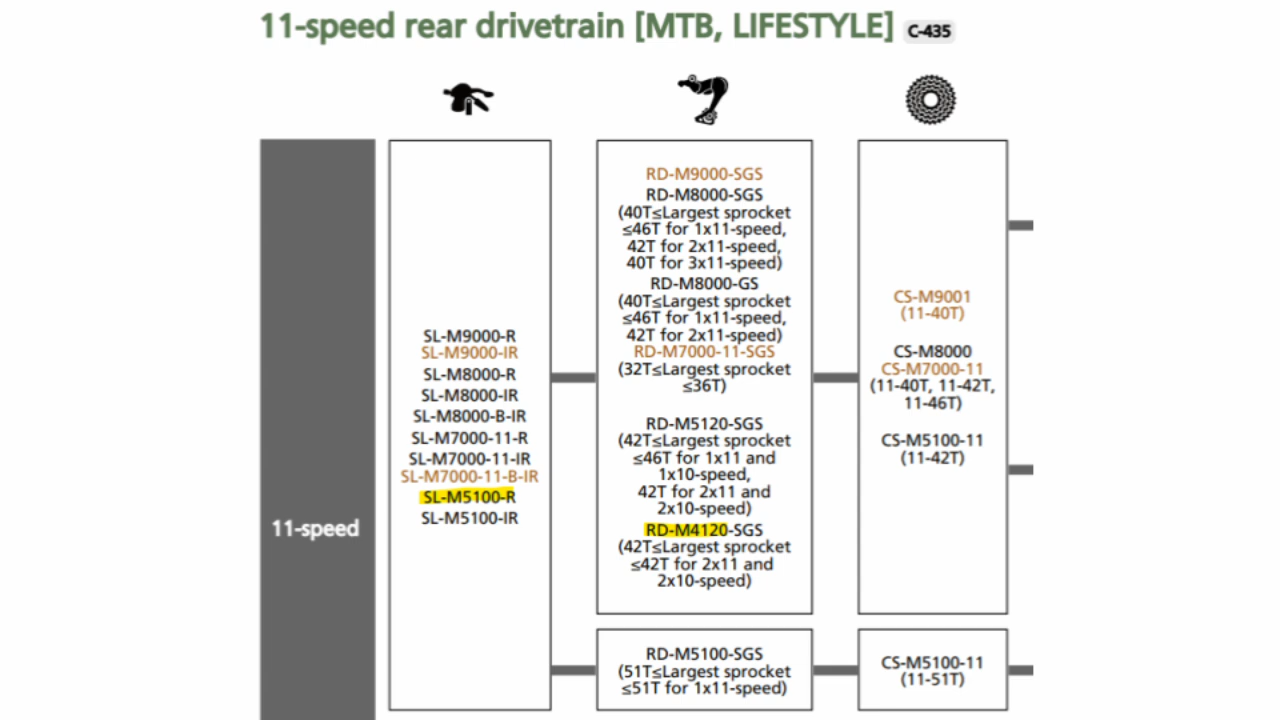 11-speed rear drivetrain [MTB, LIFESTYLE] C-435
11-speed
SL-M9000-R
SL-M9000-IR
SL-M8000-R
SL-M8000-IR
SL-M8000-B-IR
SL-M7000-11-R
SL-M7000-11-IR
SL-M7000-11-B-IR
SL-M5100-R
SL-M5100-IR
RD-M9000-SGS
RD-M8000-SGS
(40T≤Largest sprocket
≤46T for 1x11-speed,
42T for 2x11-speed,
40T for 3x11-speed)
RD-M8000-GS
(40T≤Largest sprocket
≤46T for 1x11-speed,
42T for 2x11-speed)
RD-M7000-11-SGS
(32T≤Largest sprocket
≤36T)
RD-M5120-SGS
(42T≤Largest sprocket
≤46T for 1x11 and
1x10-speed,
42T for 2x11 and
2x10-speed)
RD-M4120-SGS
(42T≤Largest sprocket
≤42T for 2x11 and
2x10-speed)
CS-M9001
(11-40T)
CS-M8000
CS-M7000-11
(11-40T, 11-42T,
11-46T)
CS-M5100-11
(11-42T)
RD-M5100-SGS
(51T≤Largest sprocket
≤51T for 1x11-speed)
CS-M5100-11
(11-51T)